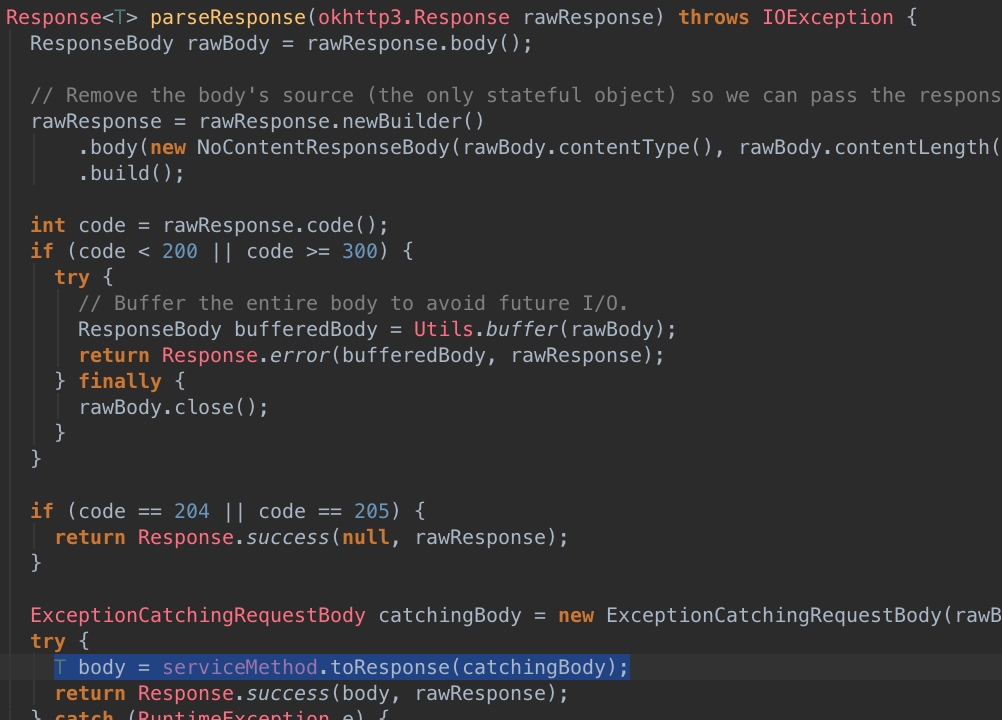 Response<T> parseResponse(okhttp3.Response rawResponse) throws IOException {
ResponseBody rawBody = rawResponse.body();
// Remove the body's source (the only stateful object) so we can pass the respons
rawResponse = rawResponse.newBuilder()
.body(new NoContentResponseBody(rawBody.contentType(), rawBody.contentLength(
.build();
int code = rawResponse.code();
if (code < 200 || code >= 300) {
try {
// Buffer the entire body to avoid future I/O.
ResponseBody bufferedBody = Utils.buffer(rawBody);
return Response.error(bufferedBody, rawResponse);
} finally {
rawBody.close();
}
}
if (code == 204 || code == 205) {
return Response.success(null, rawResponse);
}
ExceptionCatchingRequestBody catchingBody = new ExceptionCatchingRequestBody(rawB
try {
T body = serviceMethod.toResponse(catchingBody);
return Response.success(body, rawResponse);
} catch (RuntimeException e) {